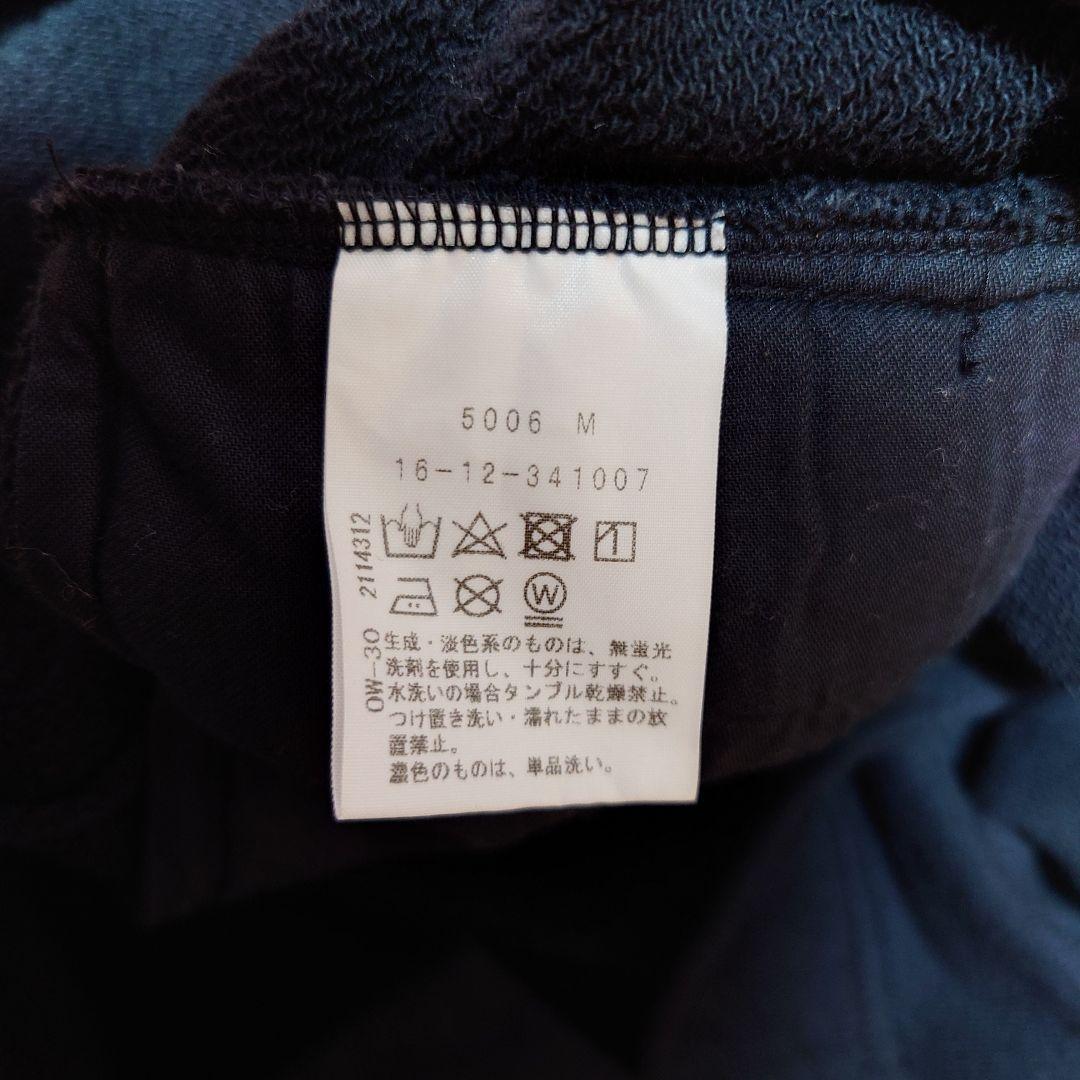 5006 M
16-12-341007
W
OW-30 2114312
生成・淡色系のものは、無蛍光
洗剤を使用し、十分にすすぐ。
水洗いの場合タンブル乾燥禁止。
つけ置き洗い・濡れたままの放
置禁止。
濃色のものは、単品洗い。